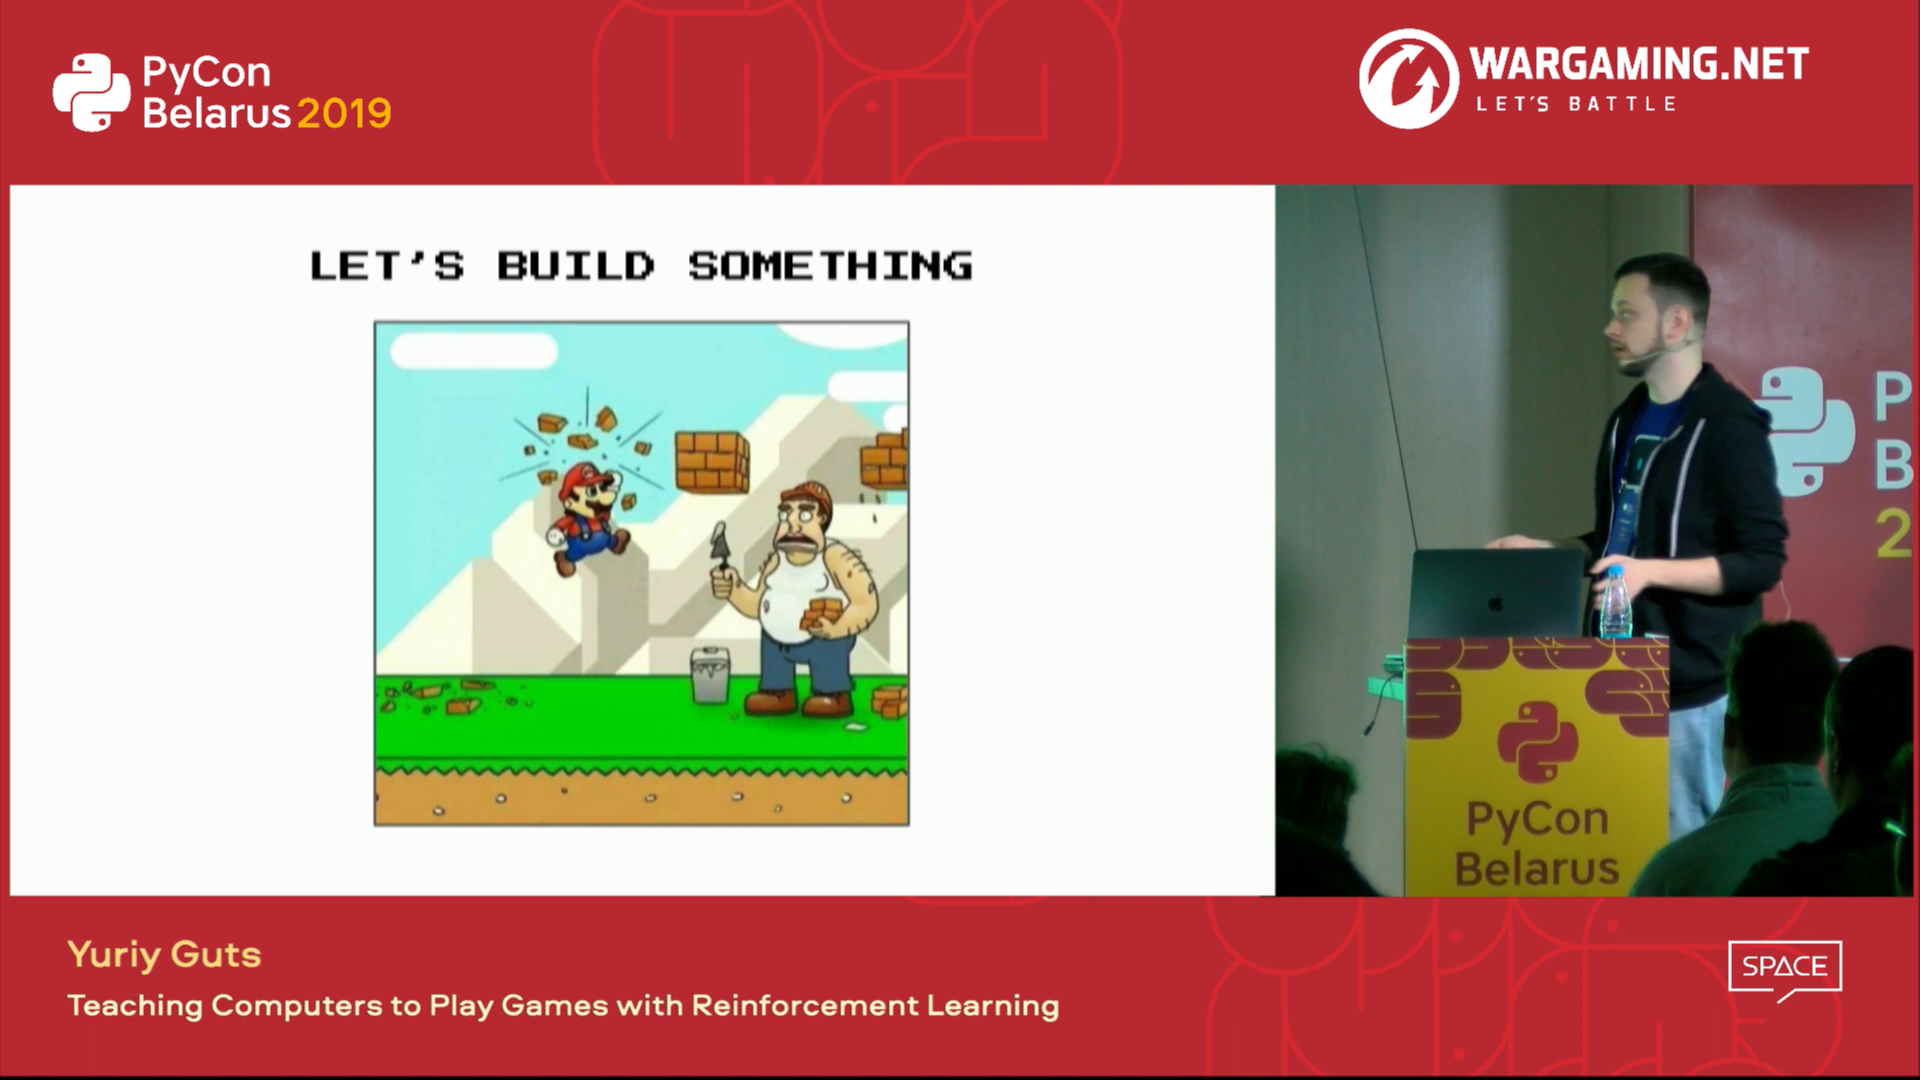 PyCon
Belarus 2019
WARGAMING.NET
LET'S BATTLE
LET'S BUILD SOMETHING
P
B
2
PyCon
Belarus
Yuriy Guts
Teaching Computers to Play Games with Reinforcement Learning
SPACE